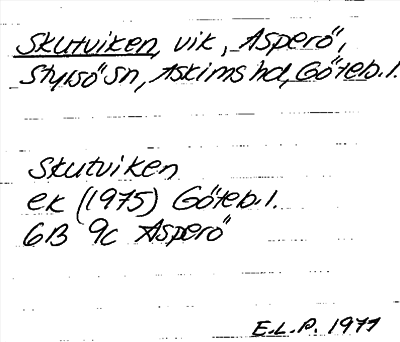 Skutviken, vik, Asperö,
Styrsö sn, Askims hd, Göteb. l.
Skutviken
ek (1975) Göteb. l.
6B 9c Asperö
E.L.P. 1977